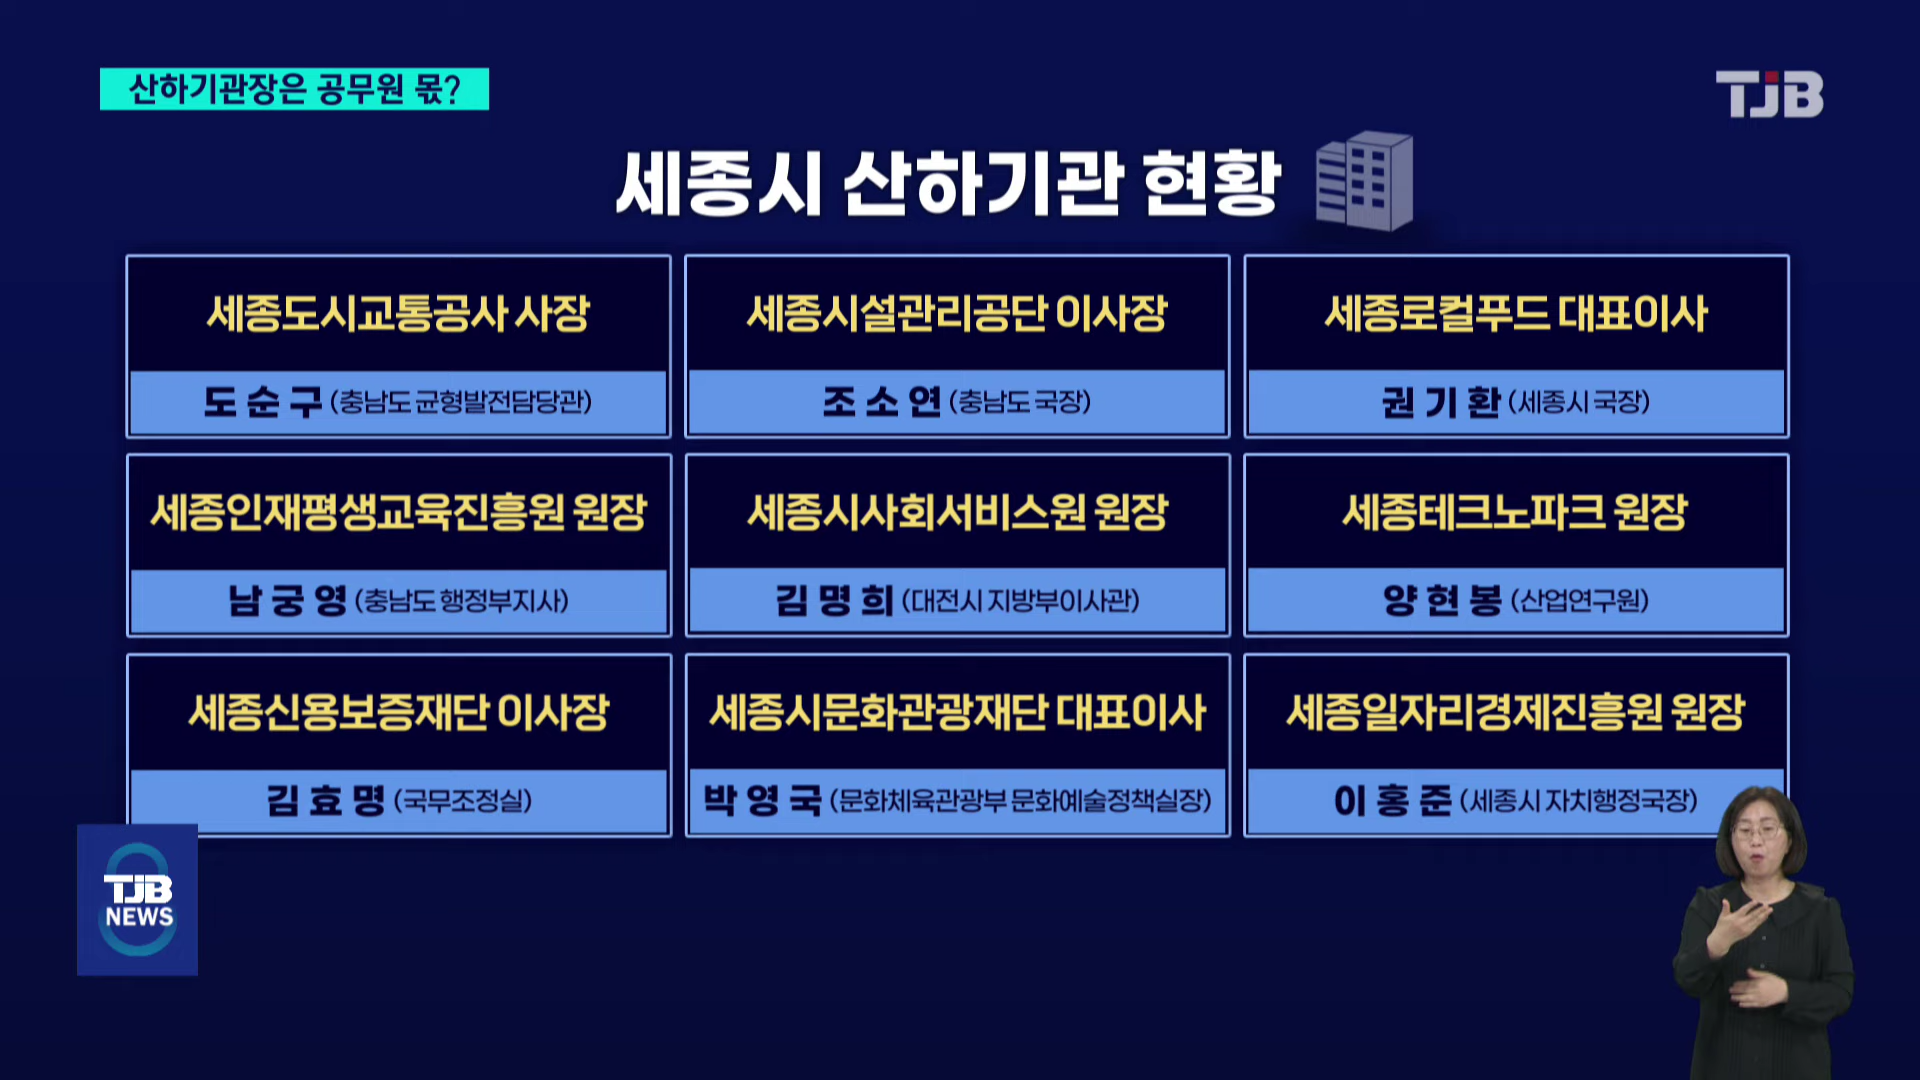 산하기관장은 공무원 몫?
TJB
세종시 산하기관 현황
세종도시교통공사 사장
도순구 (충남도 균형발전담당관)
세종시설관리공단 이사장
조소연 (충남도 국장)
세종로컬푸드 대표이사
권기환 (세종시 국장)
세종인재평생교육진흥원 원장
남궁영 (충남도 행정부지사)
세종시사회서비스원 원장
김명희 (대전시 지방부이사관)
세종테크노파크 원장
양현봉 (산업연구원)
세종신용보증재단 이사장
김효명 (국무조정실)
세종시문화관광재단 대표이사
박영국 (문화체육관광부 문화예술정책실장)
세종일자리경제진흥원 원장
이홍준 (세종시 자치행정국장)
TJB
NEWS